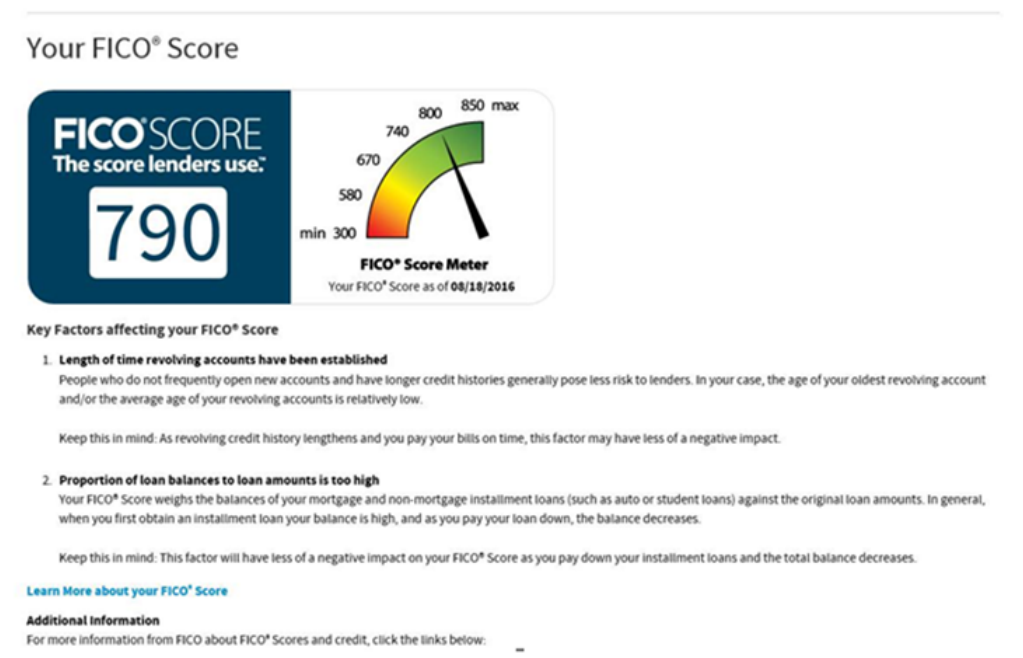 Your FICO® Score
FICO® SCORE
The score lenders use.™
790
850 max
800
740
670
580
min 300
FICO® Score Meter
Your FICO® Score as of 08/18/2016
Key Factors affecting your FICO® Score
1. Length of time revolving accounts have been established
People who do not frequently open new accounts and have longer credit histories generally pose less risk to lenders. In your case, the age of your oldest revolving account
and/or the average age of your revolving accounts is relatively low.
Keep this in mind: As revolving credit history lengthens and you pay your bills on time, this factor may have less of a negative impact.
2. Proportion of loan balances to loan amounts is too high
Your FICO® Score weighs the balances of your mortgage and non-mortgage installment loans (such as auto or student loans) against the original loan amounts. In general,
when you first obtain an installment loan your balance is high, and as you pay your loan down, the balance decreases.
Keep this in mind: This factor will have less of a negative impact on your FICO® Score as you pay down your installment loans and the total balance decreases.
Learn More about your FICO® Score
Additional Information
For more information from FICO about FICO® Scores and credit, click the links below: